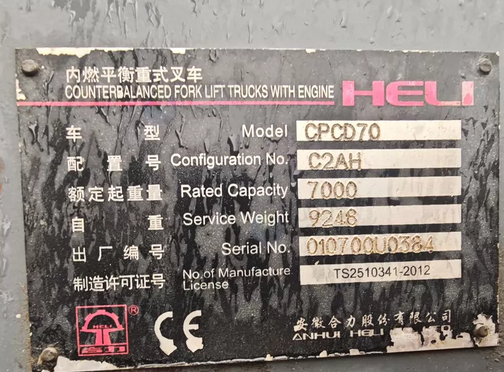 内燃平衡重式叉车
COUNTERBALANCED FORK LIFT TRUCKS WITH ENGINE HELI
车 型 Model CPCD70
配 置 号 Configuration No. C2AH
额定起重量 Rated Capacity 7000
自 重 Service Weight 9246
出 厂 编 号 Serial No. 010700U0384
制造许可证号 No.of Manufacture License TS2510341-2012
HELI
合力 ® CE
安徽合力股份有限公司
ANHUI HELI